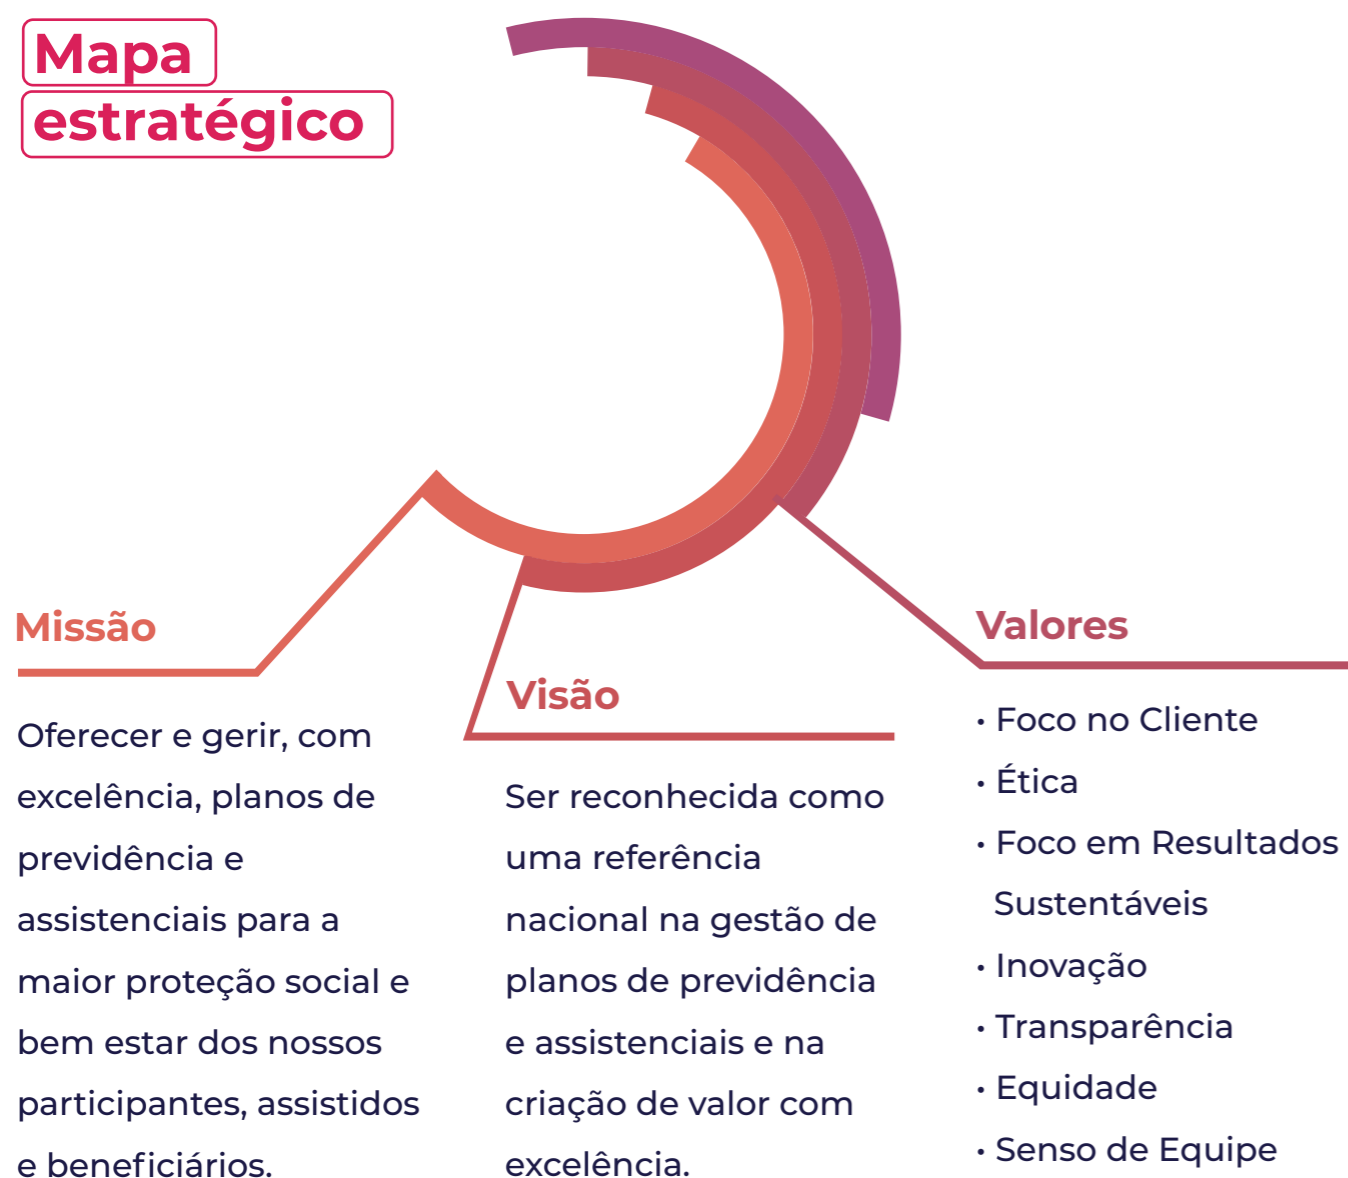 Mapa
estratégico
Missão
Oferecer e gerir, com
excelência, planos de
previdência e
assistenciais para a
maior proteção social e
bem estar dos nossos
participantes, assistidos
e beneficiários.
Visão
Ser reconhecida como
uma referência
nacional na gestão de
planos de previdência
e assistenciais e na
criação de valor com
excelência.
Valores
• Foco no Cliente
• Ética
• Foco em Resultados
Sustentáveis
• Inovação
• Transparência
• Equidade
• Senso de Equipe